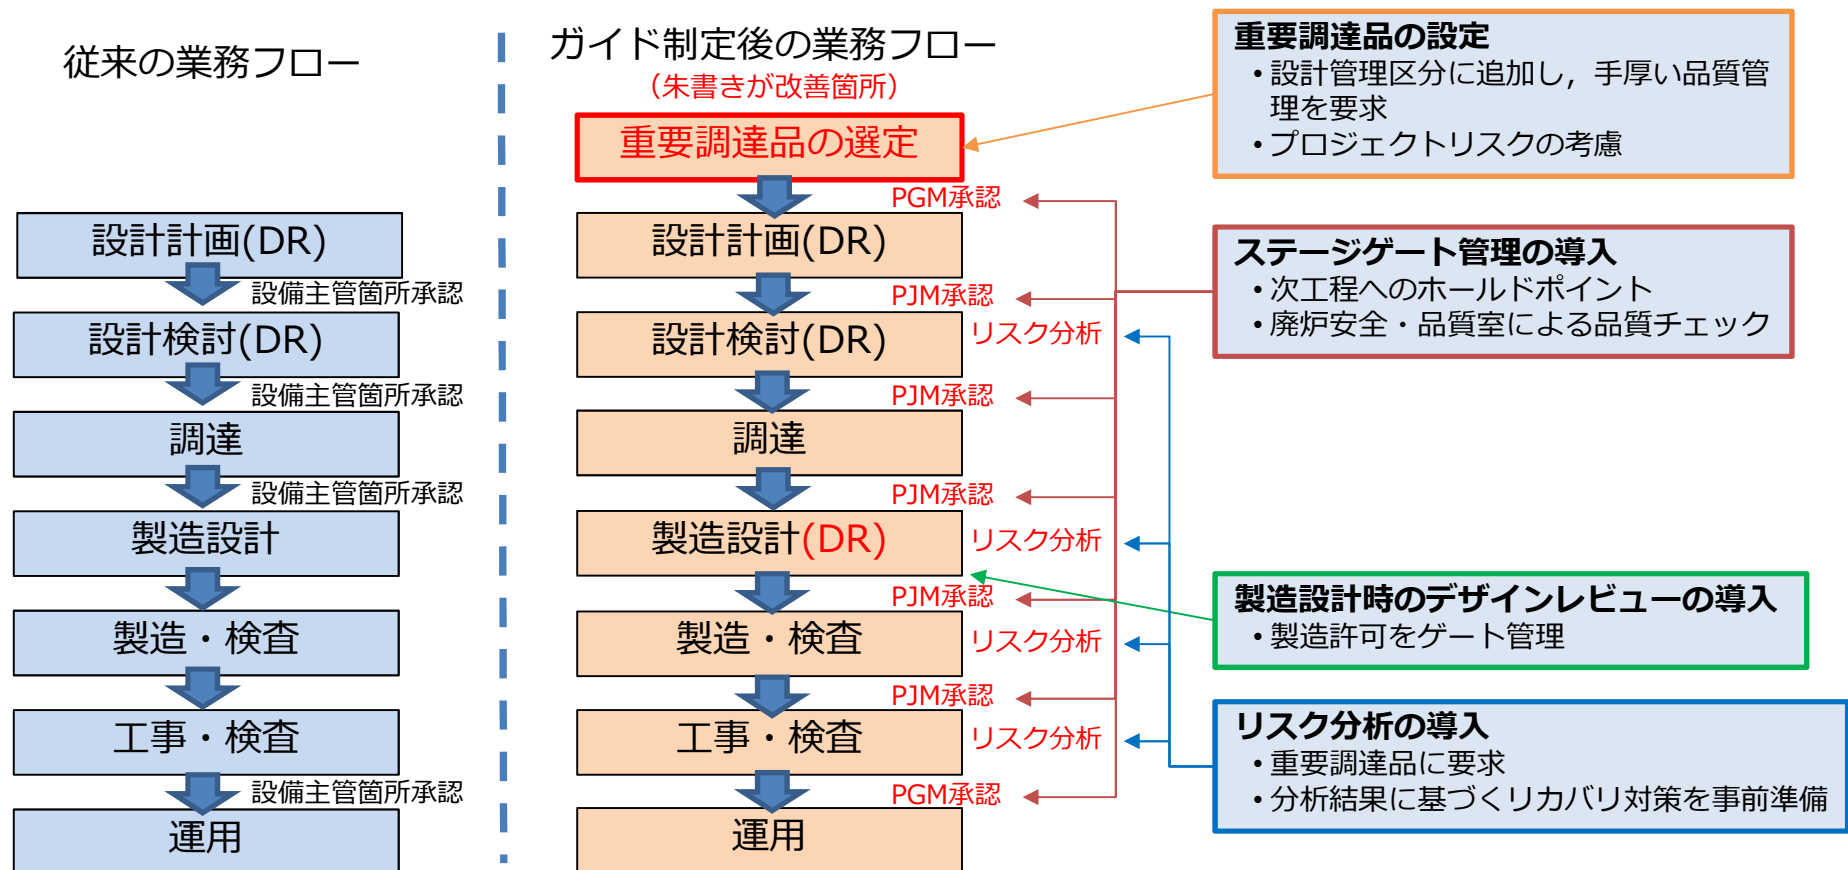 従来の業務フロー
設計計画(DR)
設備主管箇所承認
設計検討(DR)
設備主管箇所承認
調達
設備主管箇所承認
製造設計
製造・検査
工事・検査
設備主管箇所承認
運用
ガイド制定後の業務フロー
（朱書きが改善箇所）
重要調達品の選定
PGM承認
設計計画(DR)
PJM承認
設計検討(DR)
リスク分析
PJM承認
調達
PJM承認
製造設計(DR)
リスク分析
PJM承認
製造・検査
リスク分析
PJM承認
工事・検査
リスク分析
PGM承認
運用
重要調達品の設定
・設計管理区分に追加し，手厚い品質管
理を要求
・プロジェクトリスクの考慮
ステージゲート管理の導入
・次工程へのホールドポイント
・廃炉安全・品質室による品質チェック
製造設計時のデザインレビューの導入
・製造許可をゲート管理
リスク分析の導入
・重要調達品に要求
・分析結果に基づくリカバリ対策を事前準備